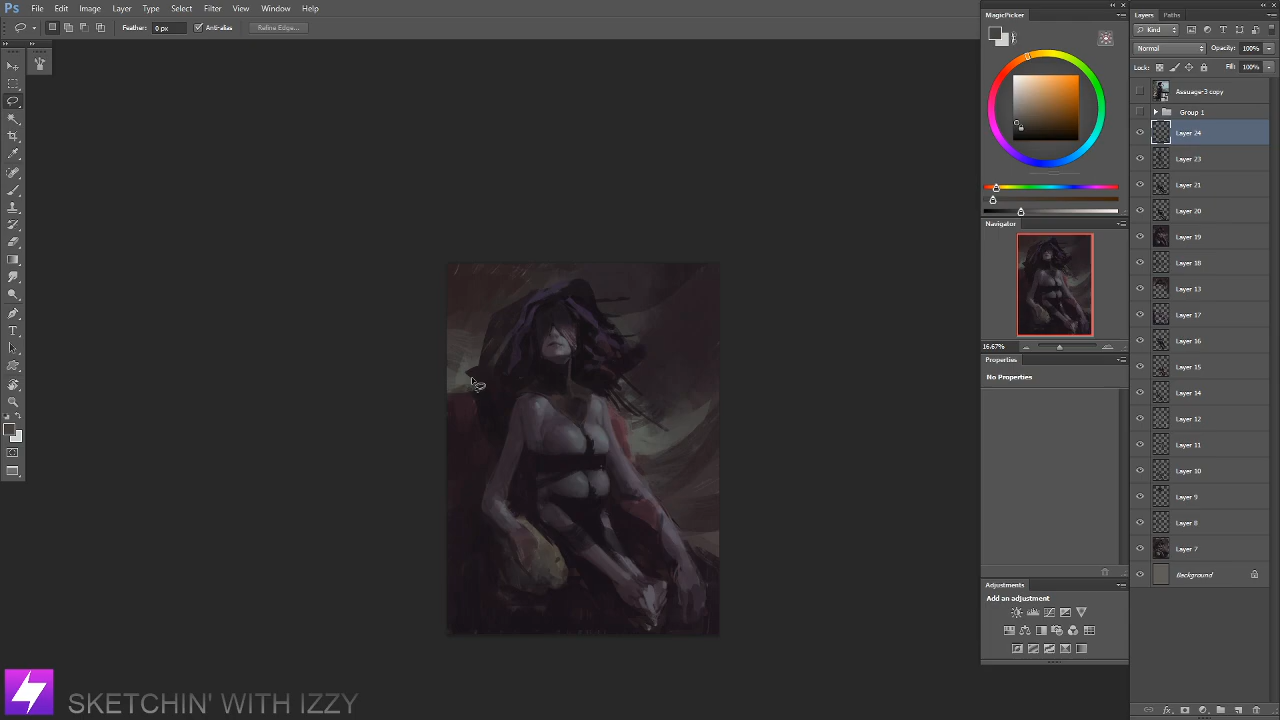 Ps File Edit Image Layer Type Select Filter View Window Help
Feather: 0 px Anti-alias Refine Edge...
MagicPicker
Navigator
16.67%
Properties
No Properties
Adjustments
Add an adjustment
Layers Paths
Kind
Normal Opacity: 100%
Lock: Fill: 100%
Assuage-3 copy
Group 1
Layer 24
Layer 23
Layer 21
Layer 20
Layer 19
Layer 18
Layer 13
Layer 17
Layer 16
Layer 15
Layer 14
Layer 12
Layer 11
Layer 10
Layer 9
Layer 8
Layer 7
Background
SKETCHIN' WITH IZZY